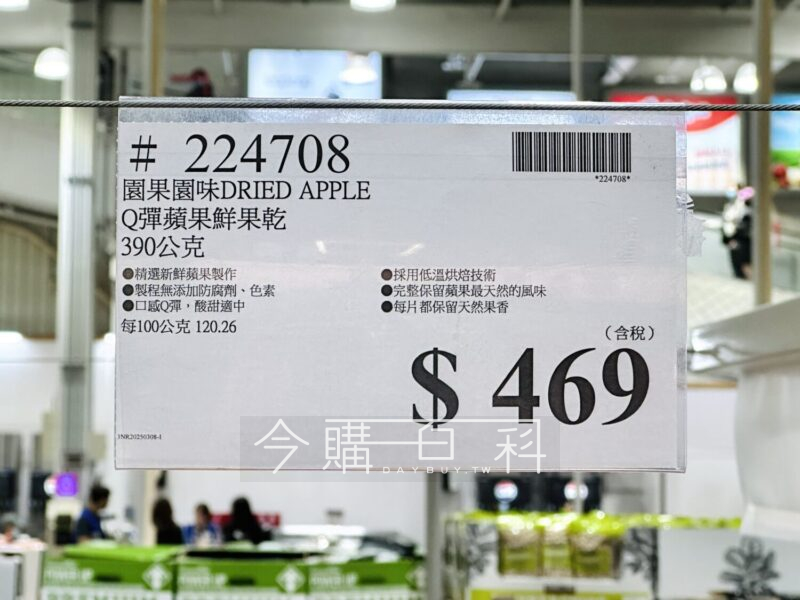 # 224708
*224708*
園果園味DRIED APPLE
Q彈蘋果鮮果乾
390公克
●精選新鮮蘋果製作
●製程無添加防腐劑、色素
●口感Q彈，酸甜適中
每100公克 120.26
●採用低溫烘焙技術
●完整保留蘋果最天然的風味
●每片都保留天然果香
（含稅）
$ 469
INR20250308-1
今購百科
DAYBUY.TW